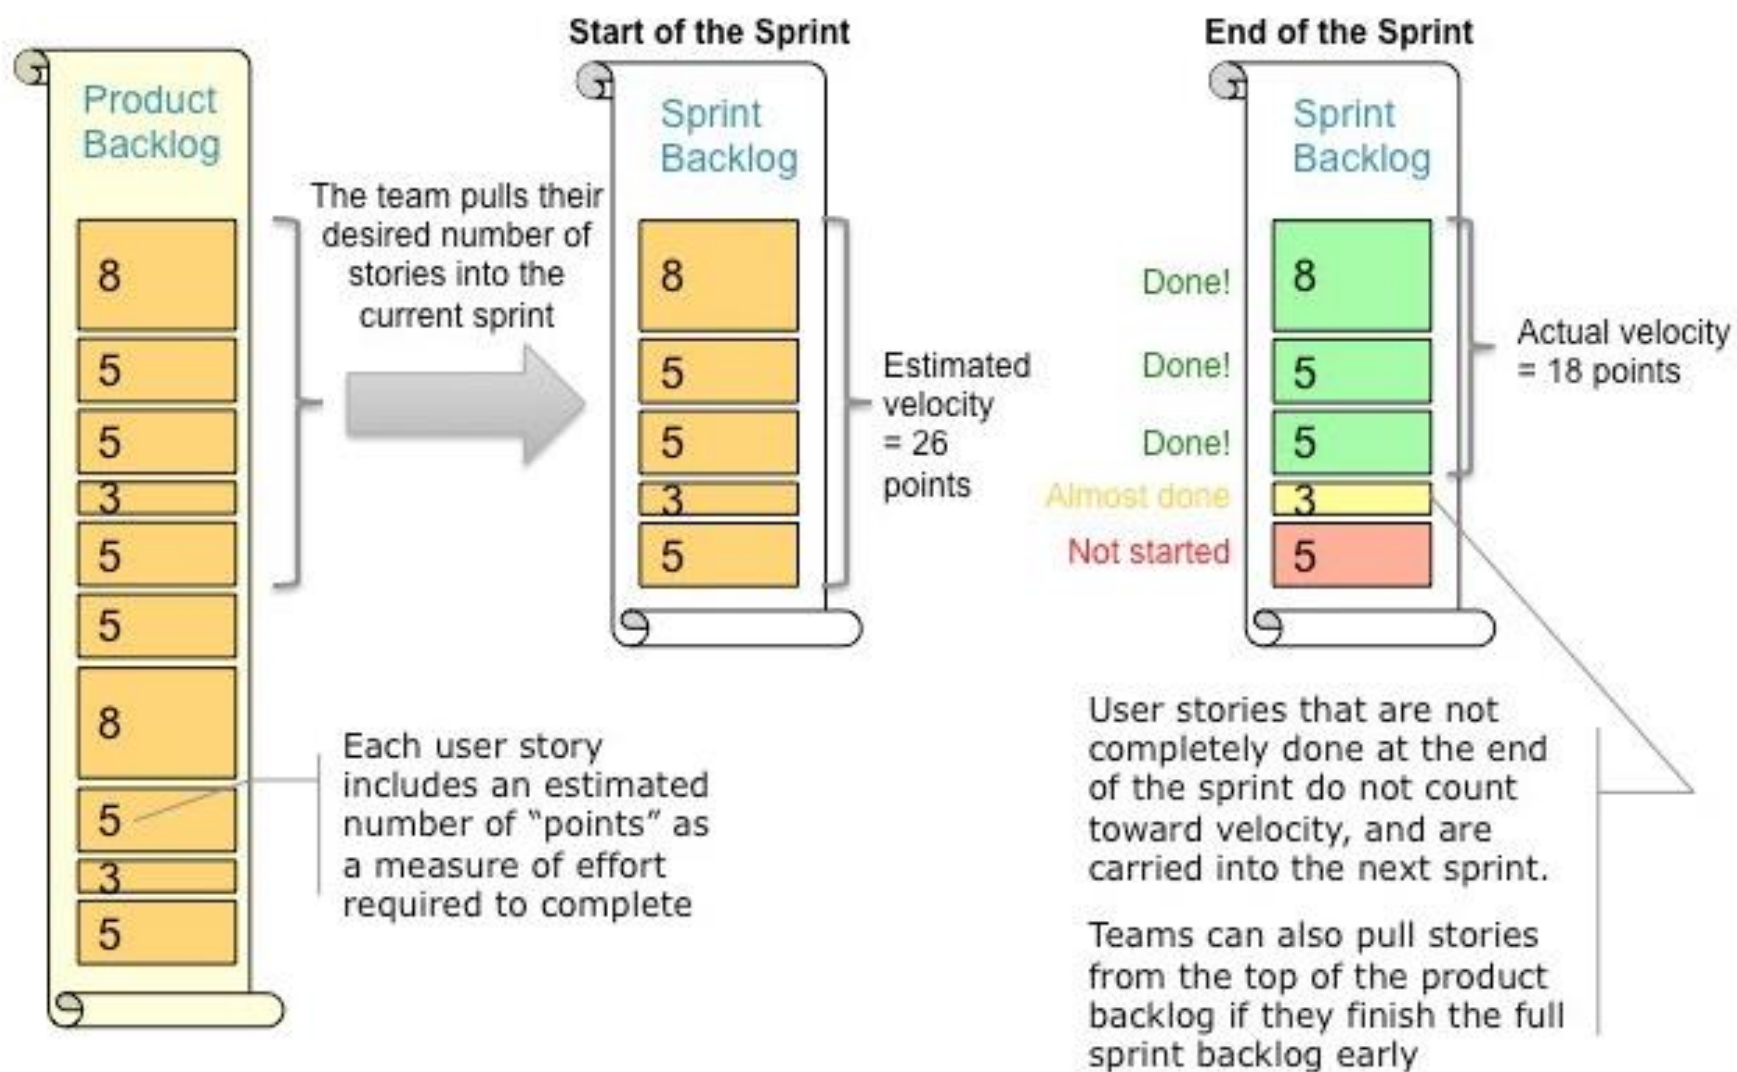 Start of the Sprint
End of the Sprint
Product
Backlog
8
5
5
3
5
5
8
5
3
5
The team pulls their
desired number of
stories into the
current sprint
Each user story
includes an estimated
number of “points” as
a measure of effort
required to complete
Sprint
Backlog
8
5
5
3
5
Estimated
velocity
= 26
points
Sprint
Backlog
Done!
8
Done!
5
Done!
5
Almost done
3
Not started
5
Actual velocity
= 18 points
User stories that are not
completely done at the end
of the sprint do not count
toward velocity, and are
carried into the next sprint.
Teams can also pull stories
from the top of the product
backlog if they finish the full
sprint backlog early